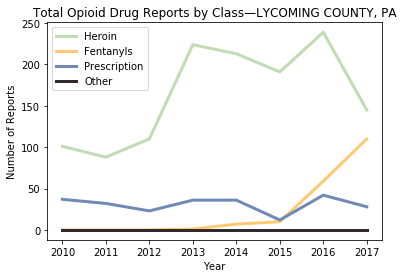 Total Opioid Drug Reports by Class—LYCOMING COUNTY, PA
Heroin
Fentanyls
Prescription
Other
Number of Reports
250
200
150
100
50
0
2010 2011 2012 2013 2014 2015 2016 2017
Year